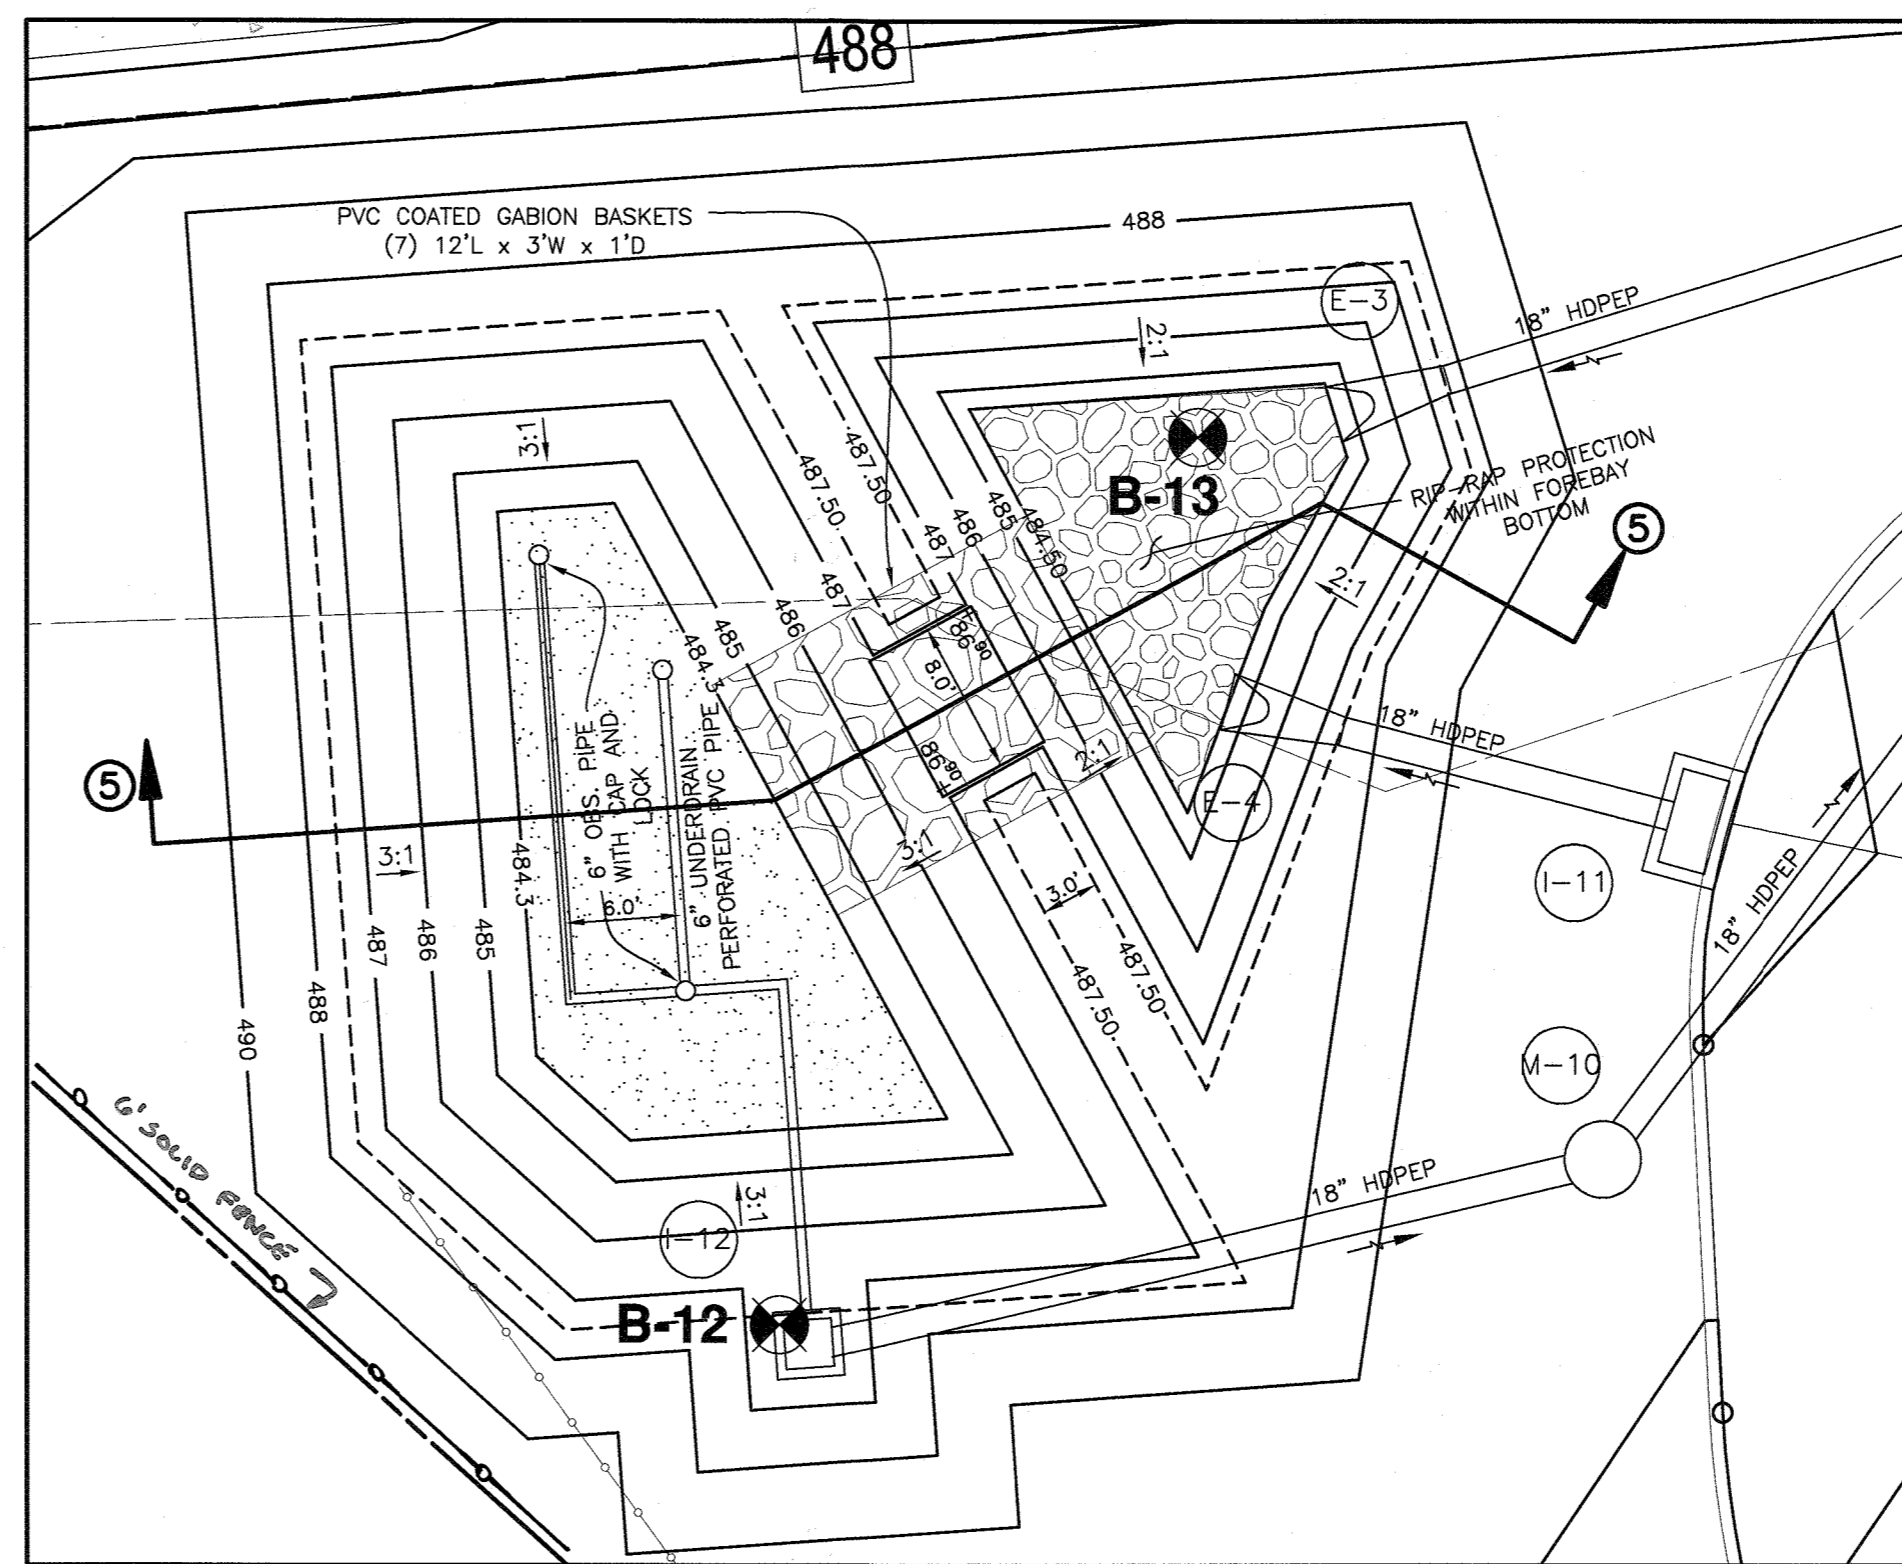 488
PVC COATED GABION BASKETS
(7) 12'L x 3'W x 1'D
488
E-3
18" HDPEP
2:1
3:1
487.50
487.50
487
486
485
484.50
B-13
RIP-RAP PROTECTION
WITHIN FOREBAY
BOTTOM
5
2:1
487
486
485
484.3
86.90
8.0'
86.90
2:1
3:1
3.0'
18" HDPEP
E-4
I-11
18" HDPEP
5
3:1
6" OBS. PIPE
WITH CAP AND
LOCK
6" UNDERDRAIN
PERFORATED PVC PIPE
6.0'
484.3
485
486
487
488
490
487.50
487.50
M-10
18" HDPEP
6' SOLID FENCE
I-12
3:1
B-12